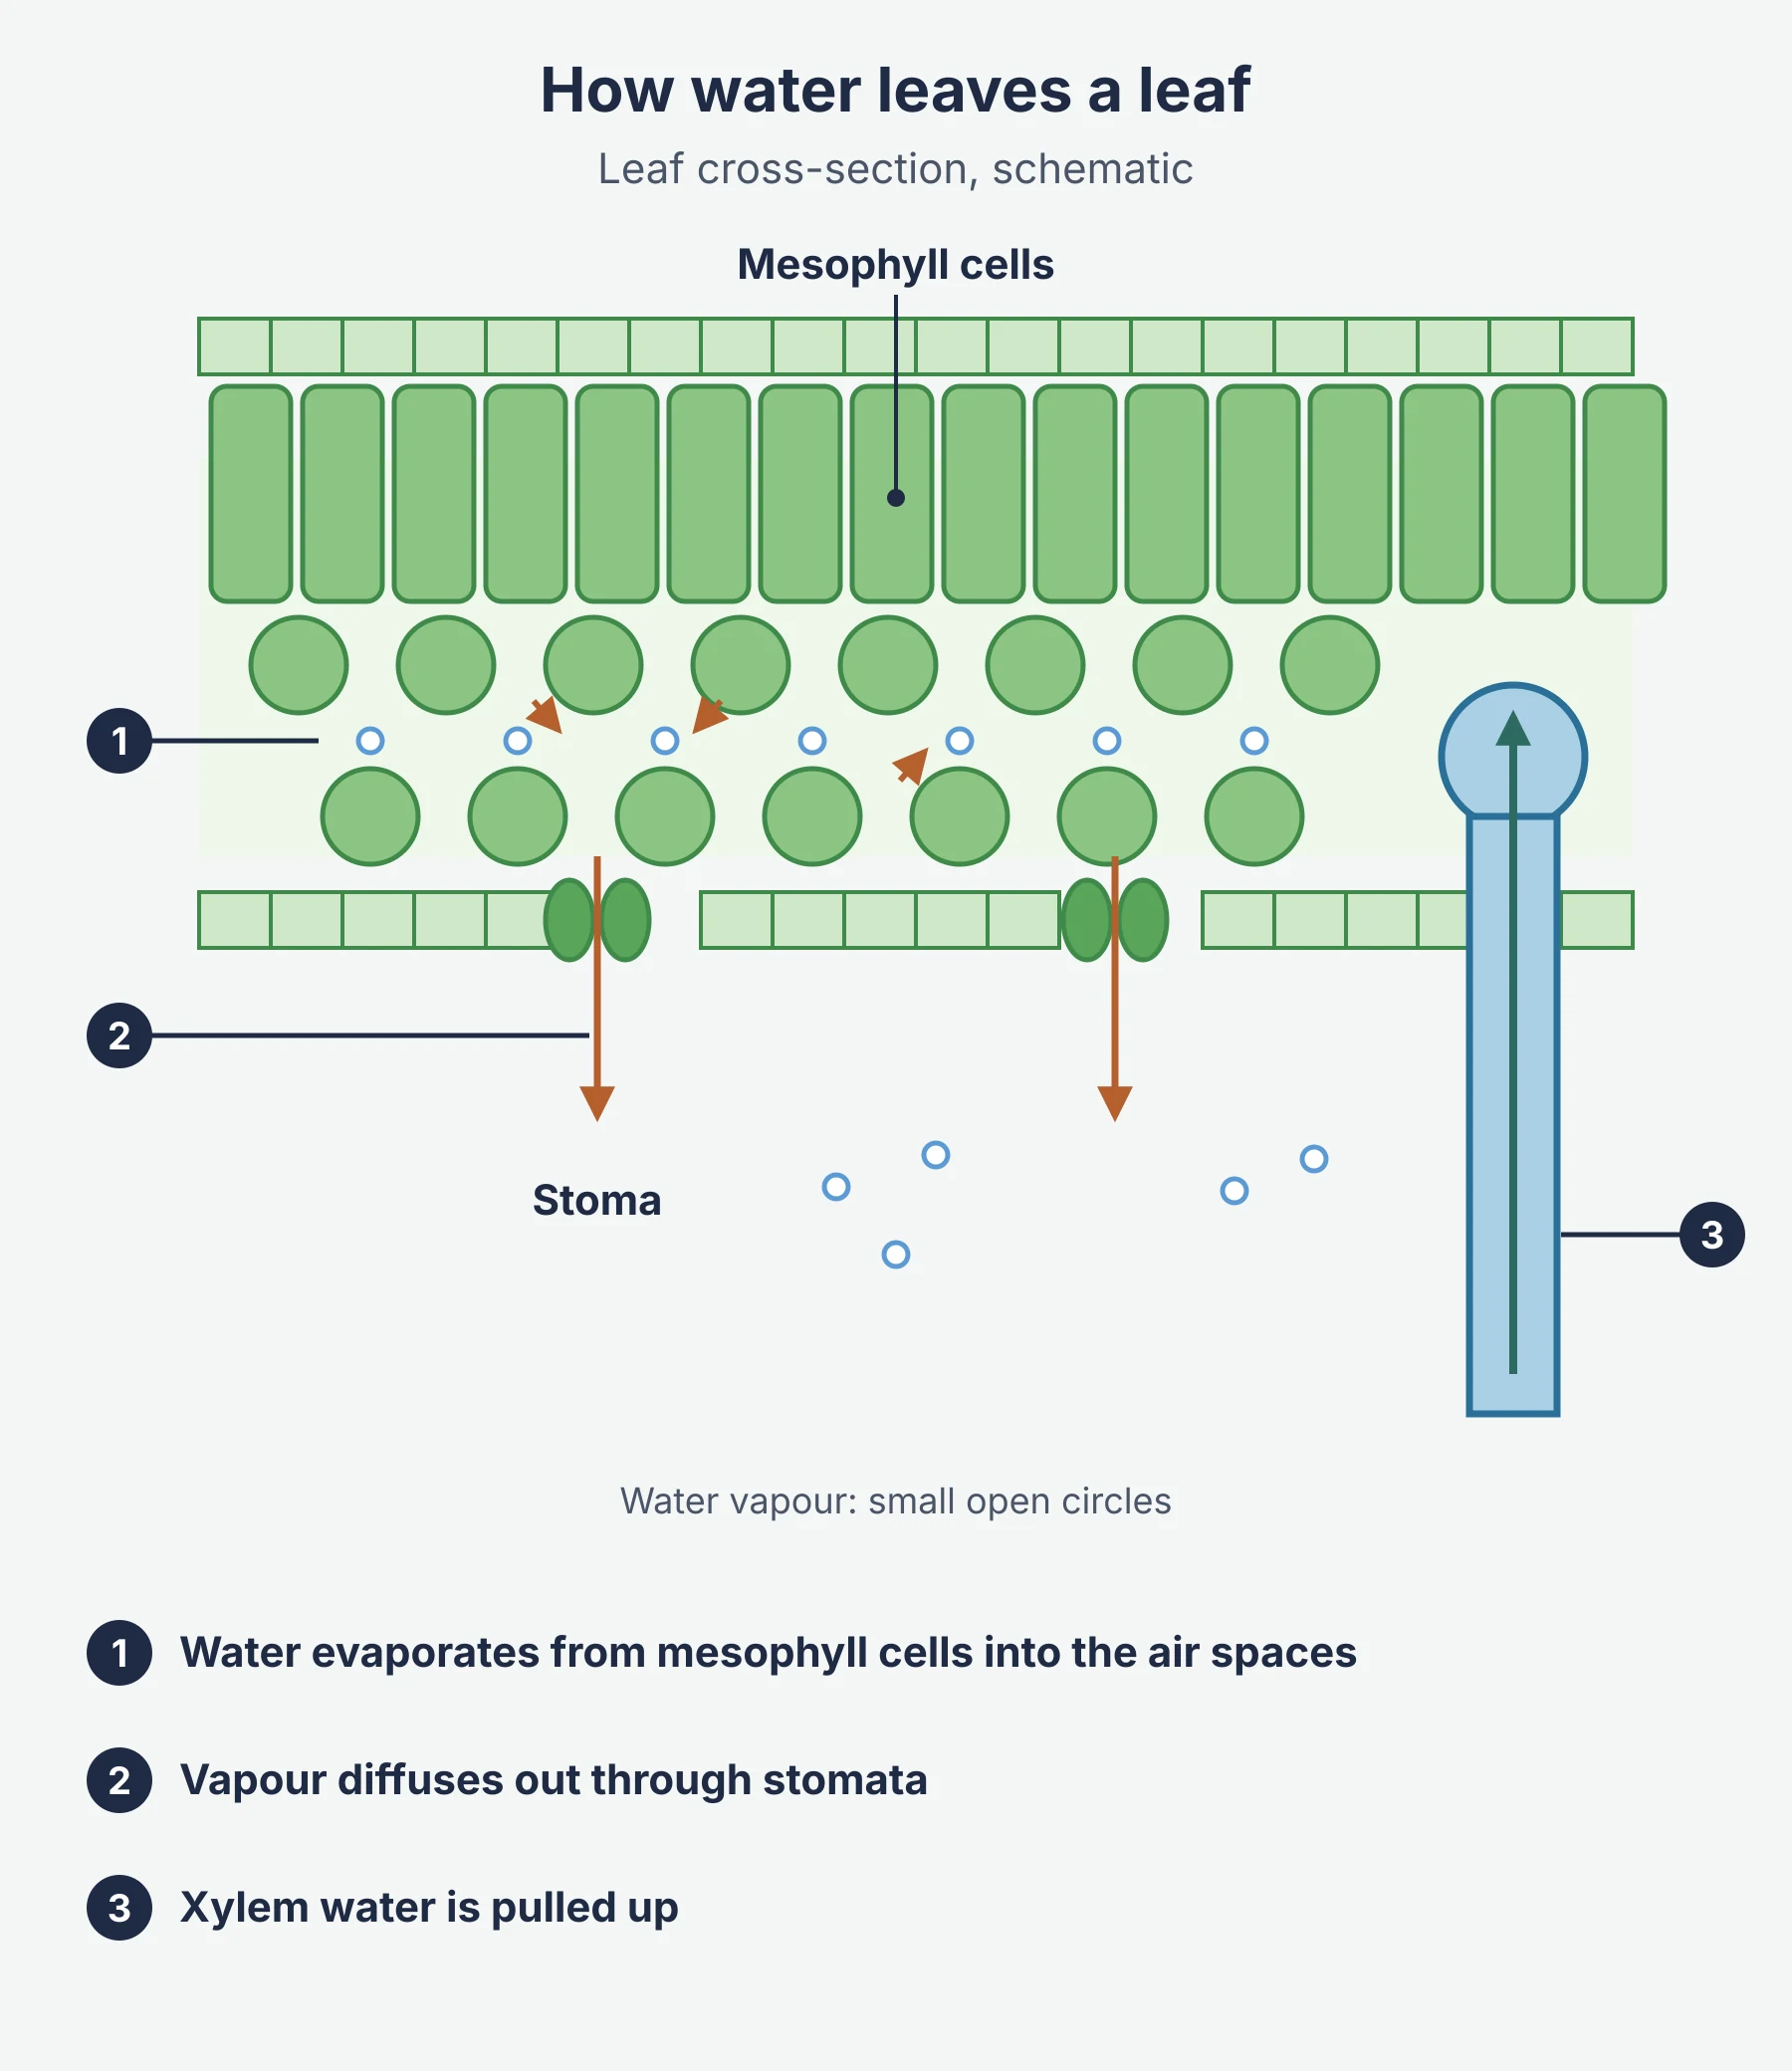 How water leaves a leaf
Leaf cross-section, schematic
Mesophyll cells
1
2
Stoma
3
Water vapour: small open circles
1 Water evaporates from mesophyll cells into the air spaces
2 Vapour diffuses out through stomata
3 Xylem water is pulled up